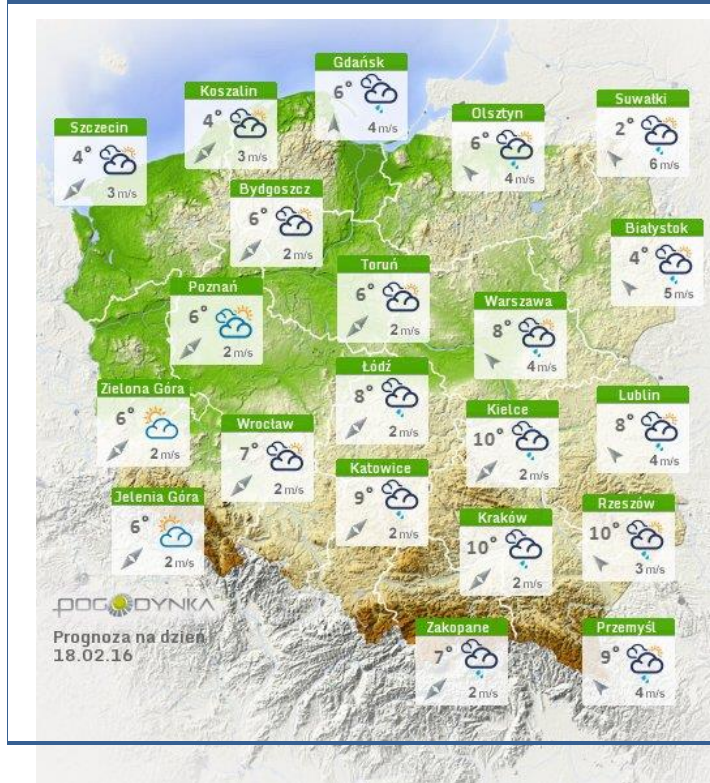 Gdańsk
6°
4 m/s
Koszalin
4°
3 m/s
Suwałki
2°
6 m/s
Olsztyn
6°
4 m/s
Szczecin
4°
3 m/s
Bydgoszcz
6°
2 m/s
Białystok
4°
5 m/s
Toruń
6°
2 m/s
Poznań
6°
2 m/s
Warszawa
8°
4 m/s
Łódź
8°
2 m/s
Zielona Góra
6°
2 m/s
Lublin
8°
4 m/s
Kielce
10°
2 m/s
Wrocław
7°
2 m/s
Katowice
9°
2 m/s
Jelenia Góra
6°
2 m/s
Rzeszów
10°
3 m/s
Kraków
10°
2 m/s
POGODYNKA
Prognoza na dzień
18.02.16
Zakopane
7°
2 m/s
Przemyśl
9°
4 m/s